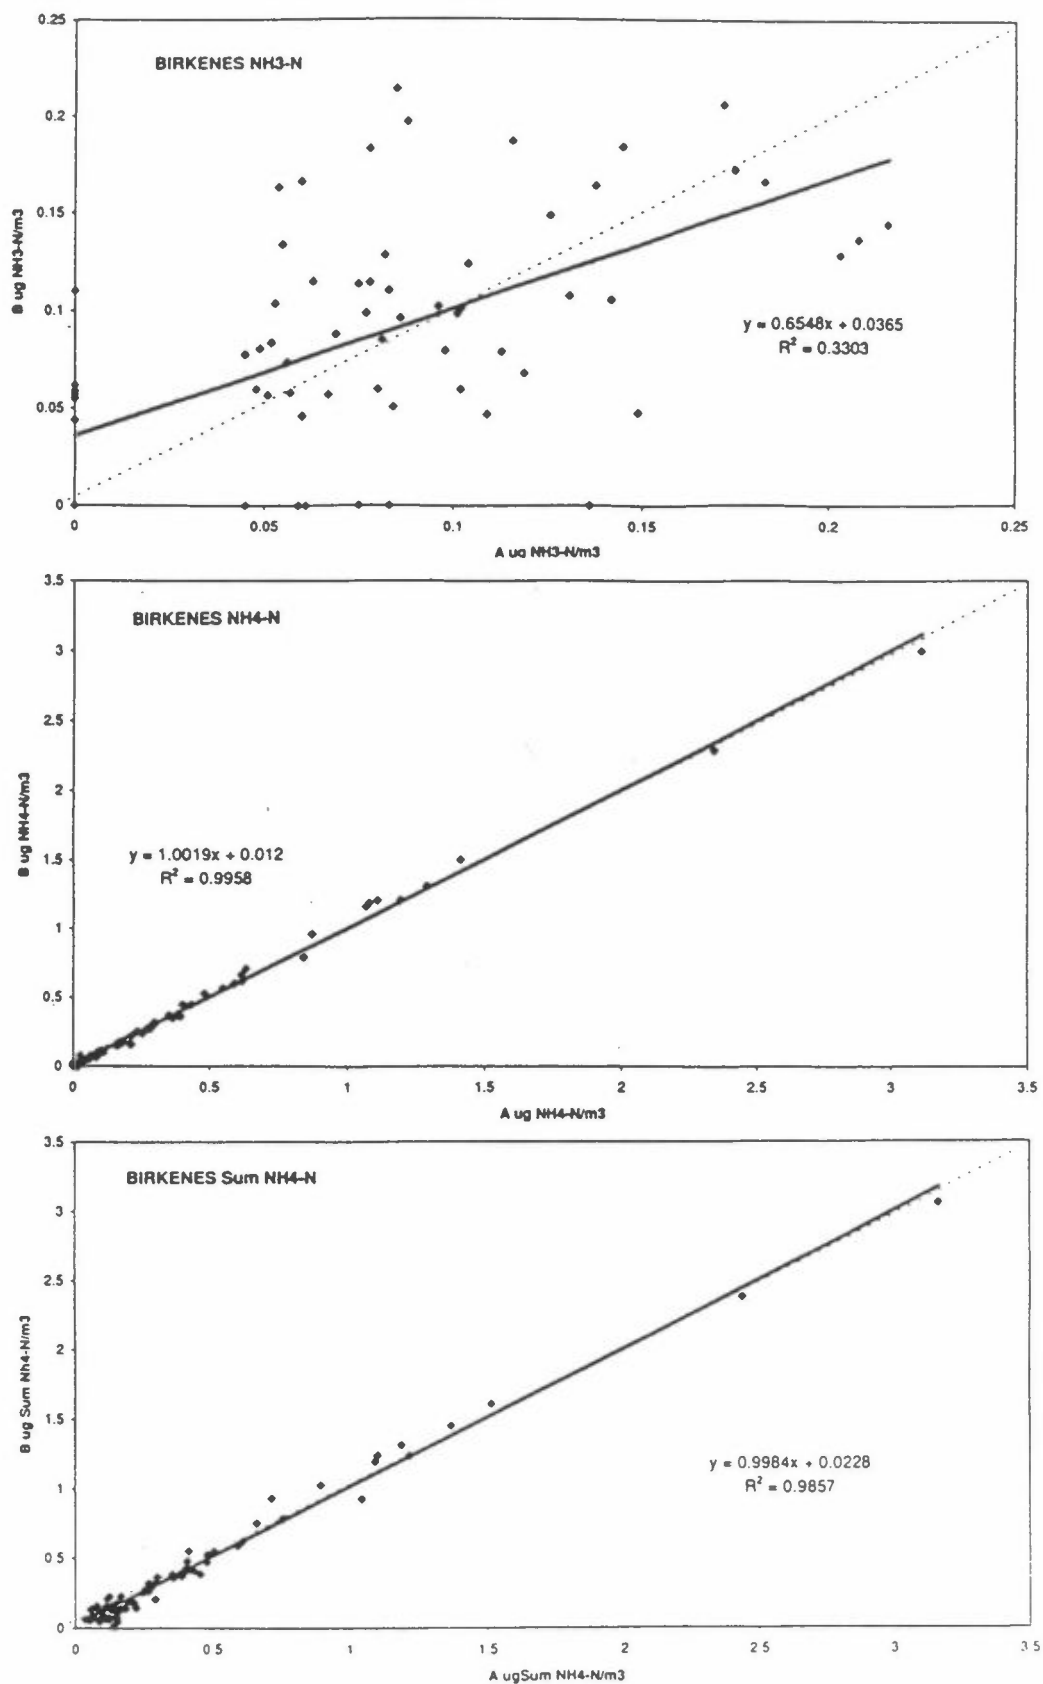 0.25
BIRKENES NH3-N
0.2
0.15
B ug NH3-N/m3
0.1
y = 0.6548x + 0.0365
R² = 0.3303
0.05
0
0 0.05 0.1 0.15 0.2 0.25
A ug NH3-N/m3
3.5
BIRKENES NH4-N
3
2.5
2
B ug NH4-N/m3
y = 1.0019x + 0.012
R² = 0.9958
1.5
1
0.5
0
0 0.5 1 1.5 2 2.5 3 3.5
A ug NH4-N/m3
3.5
BIRKENES Sum NH4-N
3
2.5
2
B ug Sum Nh4-N/m3
1.5
y = 0.9984x + 0.0228
R² = 0.9857
1
0 5
0
0 0 5 1 1 5 2 2 5 3 3 5
A ugSum NH4-N/m3